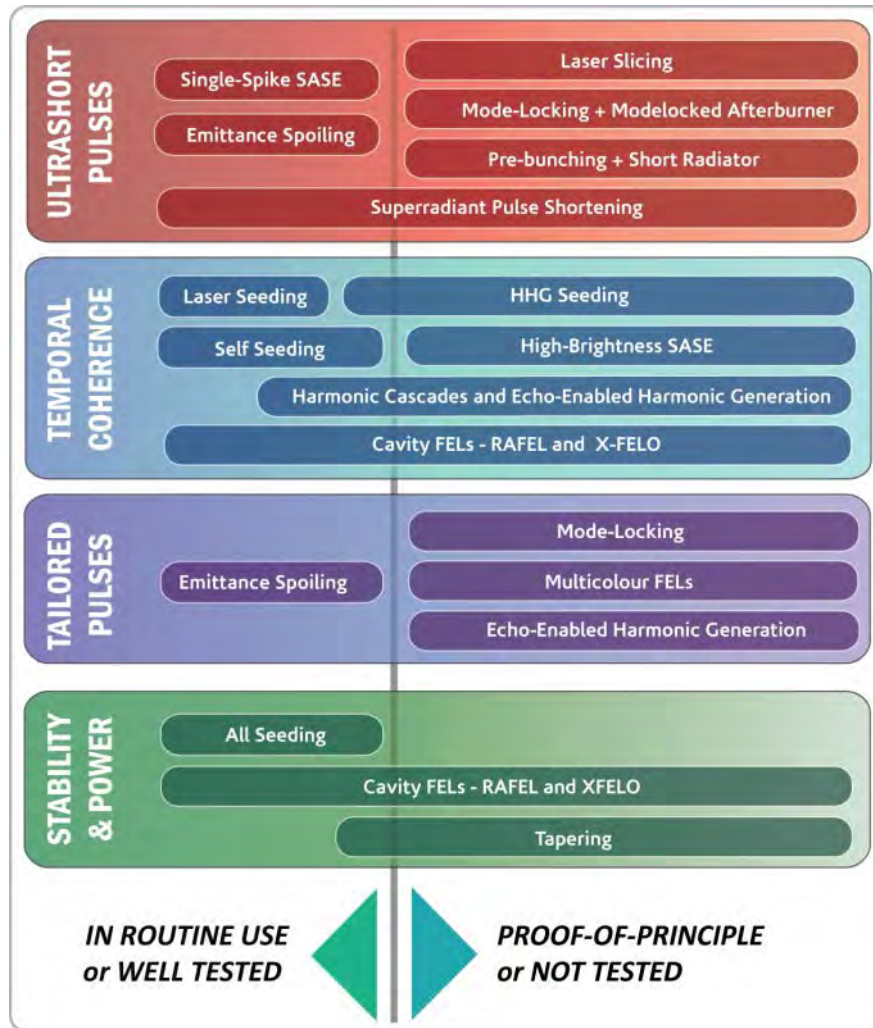 ULTRASHORT
PULSES
Single-Spike SASE
Emittance Spoiling
Laser Slicing
Mode-Locking + Modelocked Afterburner
Pre-bunching + Short Radiator
Superradiant Pulse Shortening
TEMPORAL
COHERENCE
Laser Seeding
HHG Seeding
Self Seeding
High-Brightness SASE
Harmonic Cascades and Echo-Enabled Harmonic Generation
Cavity FELs - RAFEL and X-FELO
TAILORED
PULSES
Emittance Spoiling
Mode-Locking
Multicolour FELs
Echo-Enabled Harmonic Generation
STABILITY
& POWER
All Seeding
Cavity FELs - RAFEL and XFELO
Tapering
IN ROUTINE USE
or WELL TESTED
PROOF-OF-PRINCIPLE
or NOT TESTED